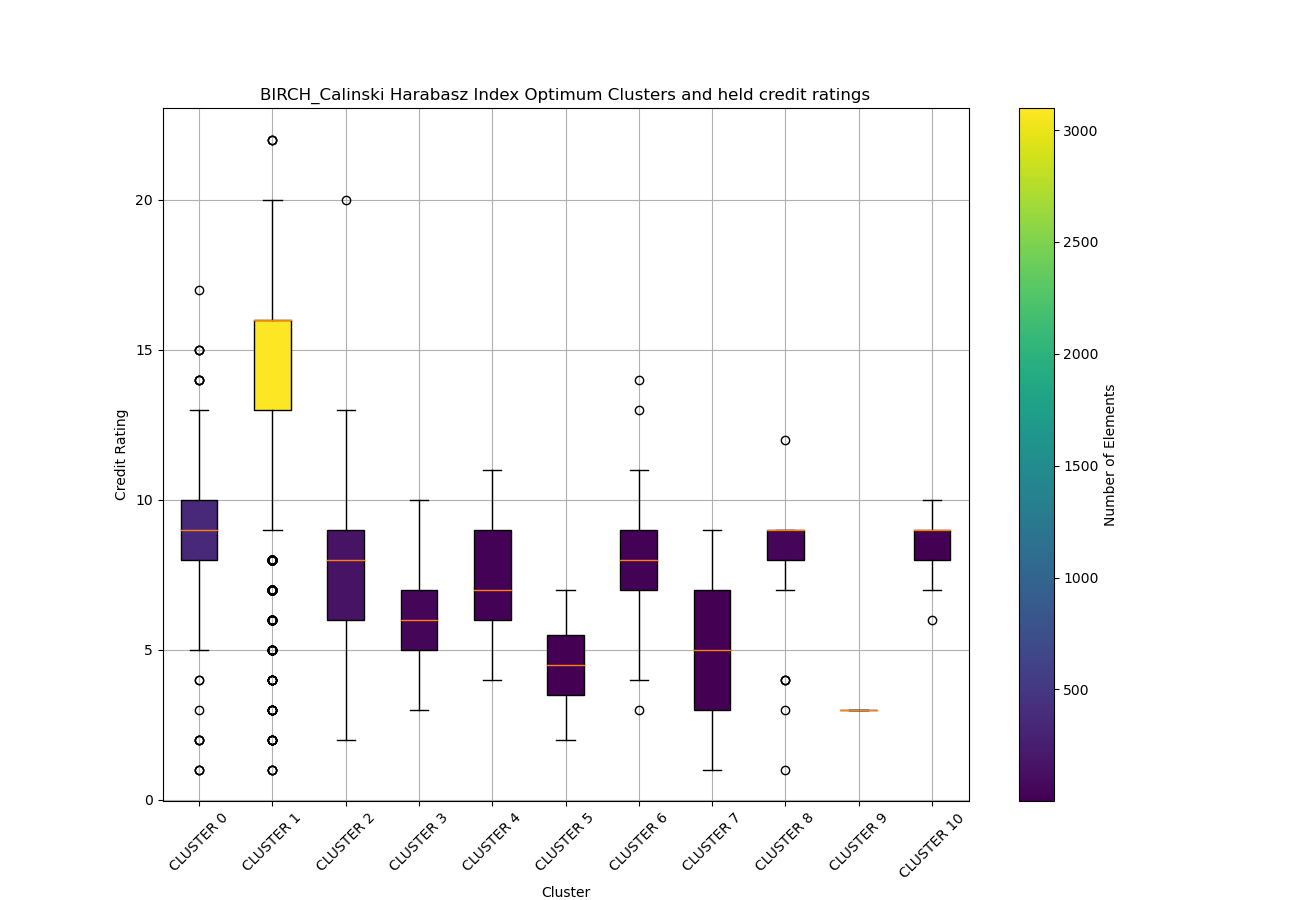 BIRCH_Calinski Harabasz Index Optimum Clusters and held credit ratings
20
15
10
5
0
Credit Rating
CLUSTER 0
CLUSTER 1
CLUSTER 2
CLUSTER 3
CLUSTER 4
CLUSTER 5
CLUSTER 6
CLUSTER 7
CLUSTER 8
CLUSTER 9
CLUSTER 10
Cluster
3000
2500
2000
1500
1000
500
Number of Elements